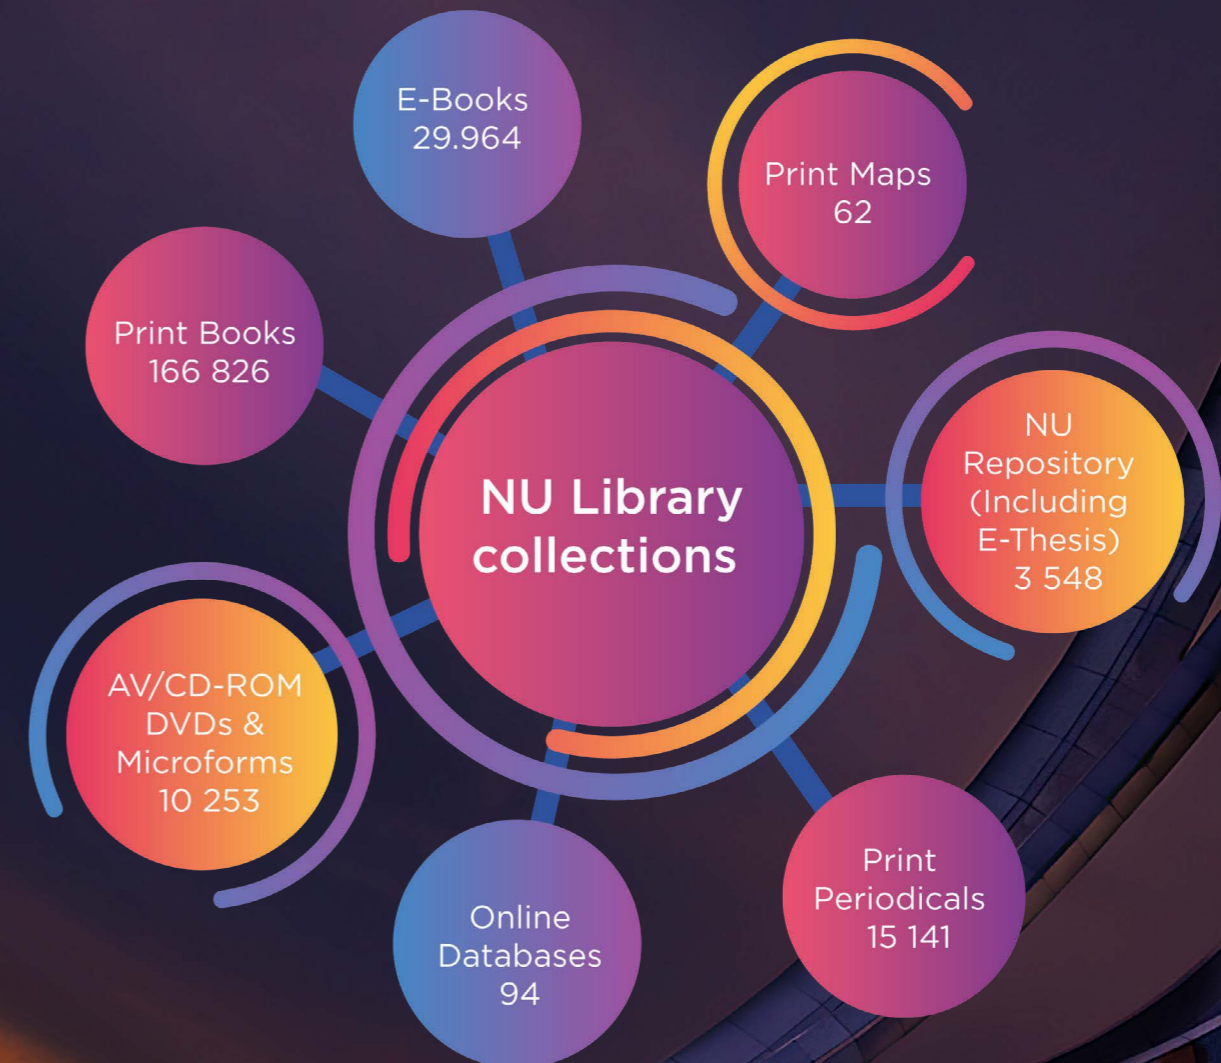 E-Books
29.964
Print Maps
62
Print Books
166 826
NU
Repository
(Including
E-Thesis)
3 548
NU Library
collections
AV/CD-ROM
DVDs &
Microforms
10 253
Print
Periodicals
15 141
Online
Databases
94